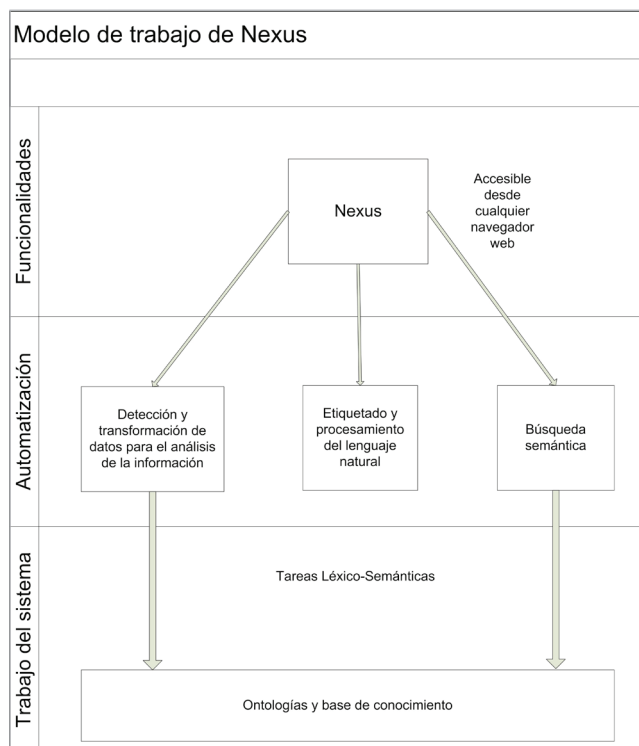 Modelo de trabajo de Nexus
Funcionalidades
Nexus
Accesible
desde
cualquier
navegador
web
Automatización
Detección y
transformación de
datos para el análisis
de la información
Etiquetado y
procesamiento
del lenguaje
natural
Búsqueda
semántica
Trabajo del sistema
Tareas Léxico-Semánticas
Ontologías y base de conocimiento